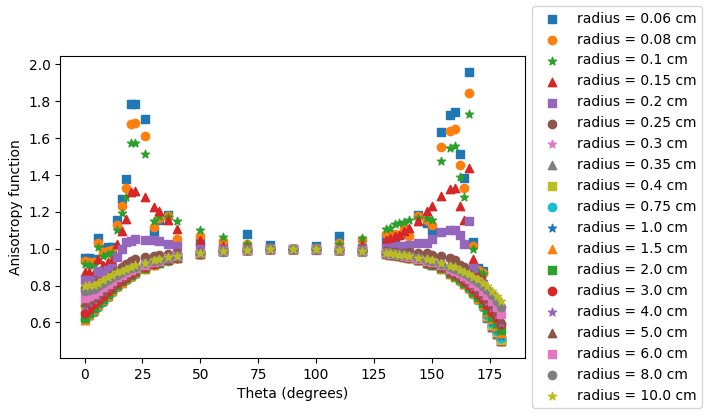 2.0
1.8
1.6
1.4
1.2
1.0
0.8
0.6
Anisotropy function
0
25
50
75
100
125
150
175
Theta (degrees)
radius = 0.06 cm
radius = 0.08 cm
radius = 0.1 cm
radius = 0.15 cm
radius = 0.2 cm
radius = 0.25 cm
radius = 0.3 cm
radius = 0.35 cm
radius = 0.4 cm
radius = 0.75 cm
radius = 1.0 cm
radius = 1.5 cm
radius = 2.0 cm
radius = 3.0 cm
radius = 4.0 cm
radius = 5.0 cm
radius = 6.0 cm
radius = 8.0 cm
radius = 10.0 cm